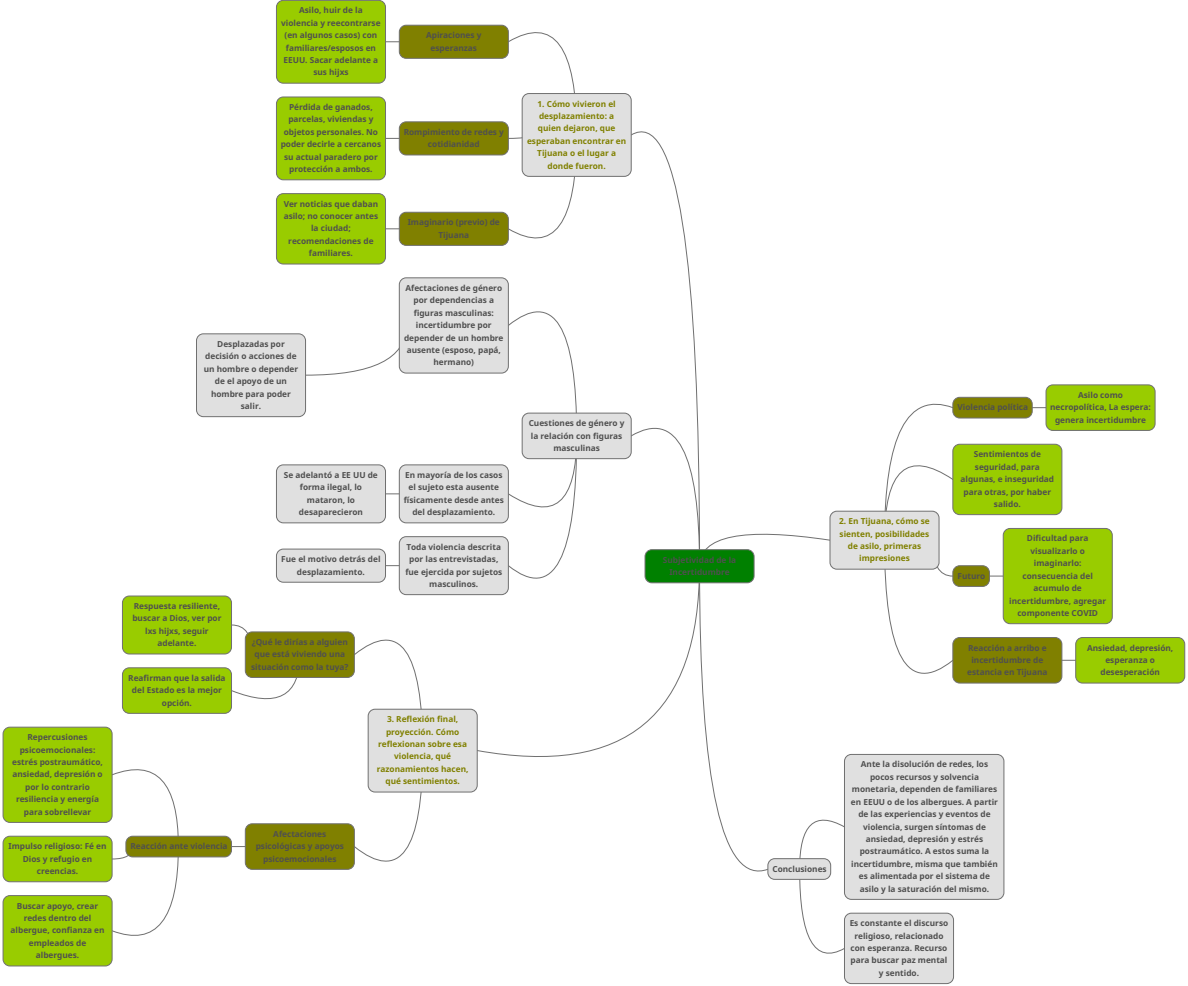 Asilo, huir de la
violencia y reecontrarse
(en algunos casos) con
familiares/esposos en
EEUU. Sacar adelante a
sus hijxs
Apiraciones y
esperanzas
Pérdida de ganados,
parcelas, viviendas y
objetos personales. No
poder decirle a cercanos
su actual paradero por
protección a ambos.
Rompimiento de redes y
cotidianidad
Ver noticias que daban
asilo; no conocer antes
la ciudad;
recomendaciones de
familiares.
Imaginario (previo) de
Tijuana
1. Cómo vivieron el
desplazamiento: a
quien dejaron, que
esperaban encontrar en
Tijuana o el lugar a
donde fueron.
Afectaciones de género
por dependencias a
figuras masculinas:
incertidumbre por
depender de un hombre
ausente (esposo, papá,
hermano)
Desplazadas por
decisión o acciones de
un hombre o depender
de el apoyo de un
hombre para poder
salir.
Cuestiones de género y
la relación con figuras
masculinas
Se adelantó a EE UU de
forma ilegal, lo
mataron, lo
desaparecieron
En mayoría de los casos
el sujeto esta ausente
físicamente desde antes
del desplazamiento.
Fue el motivo detrás del
desplazamiento.
Toda violencia descrita
por las entrevistadas,
fue ejercida por sujetos
masculinos.
Violencia política
Asilo como
necropolítica, La espera:
genera incertidumbre
Sentimientos de
seguridad, para
algunas, e inseguridad
para otras, por haber
salido.
2. En Tijuana, cómo se
sienten, posibilidades
de asilo, primeras
impresiones
Futuro
Dificultad para
visualizarlo o
imaginarlo:
consecuencia del
acumulo de
incertidumbre, agregar
componente COVID
Reacción a arribo e
incertidumbre de
estancia en Tijuana
Ansiedad, depresión,
esperanza o
desesperación
Respuesta resiliente,
buscar a Dios, ver por
lxs hijxs, seguir
adelante.
¿Qué le dirías a alguien
que está viviendo una
situación como la tuya?
Reafirman que la salida
del Estado es la mejor
opción.
3. Reflexión final,
proyección. Cómo
reflexionan sobre esa
violencia, qué
razonamientos hacen,
qué sentimientos.
Repercusiones
psicoemocionales:
estrés postraumático,
ansiedad, depresión o
por lo contrario
resiliencia y energía
para sobrellevar
Impulso religioso: Fé en
Dios y refugio en
creencias.
Reacción ante violencia
Afectaciones
psicológicas y apoyos
psicoemocionales
Buscar apoyo, crear
redes dentro del
albergue, confianza en
empleados de
albergues.
Conclusiones
Ante la disolución de redes, los
pocos recursos y solvencia
monetaria, dependen de familiares
en EEUU o de los albergues. A partir
de las experiencias y eventos de
violencia, surgen síntomas de
ansiedad, depresión y estrés
postraumático. A estos suma la
incertidumbre, misma que también
es alimentada por el sistema de
asilo y la saturación del mismo.
Es constante el discurso
religioso, relacionado
con esperanza. Recurso
para buscar paz mental
y sentido.